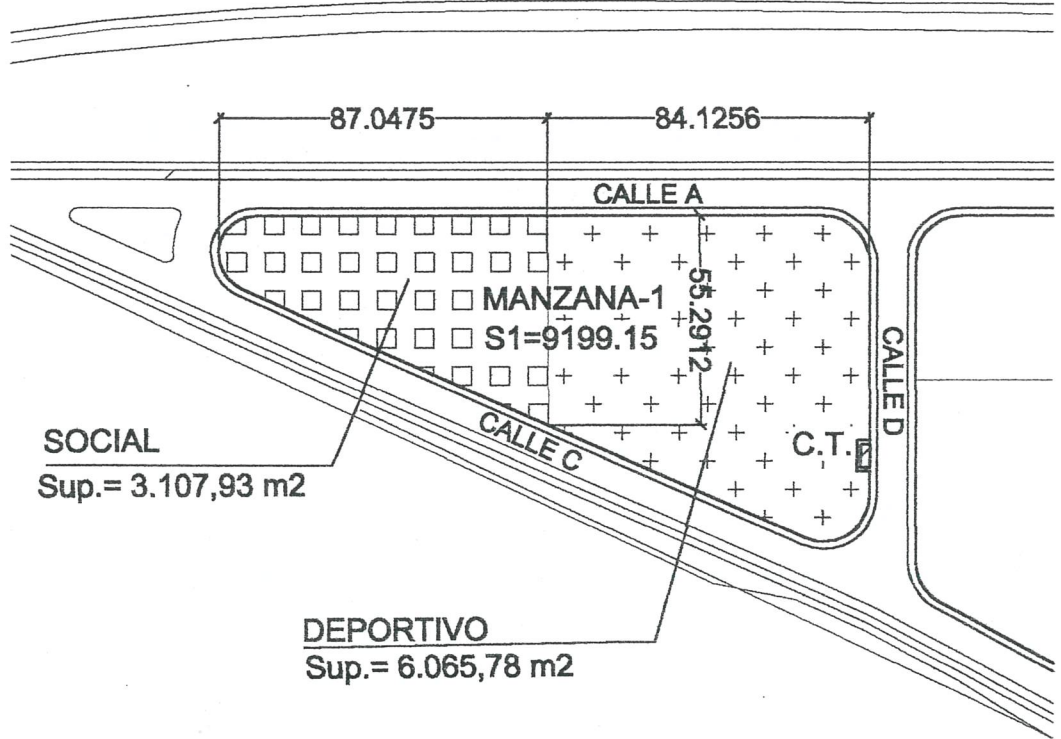 87.0475
84.1256
CALLE A
55.2912
MANZANA-1
S1=9199.15
CALLE D
CALLE C
C.T.
SOCIAL
Sup.= 3.107,93 m2
DEPORTIVO
Sup.= 6.065,78 m2